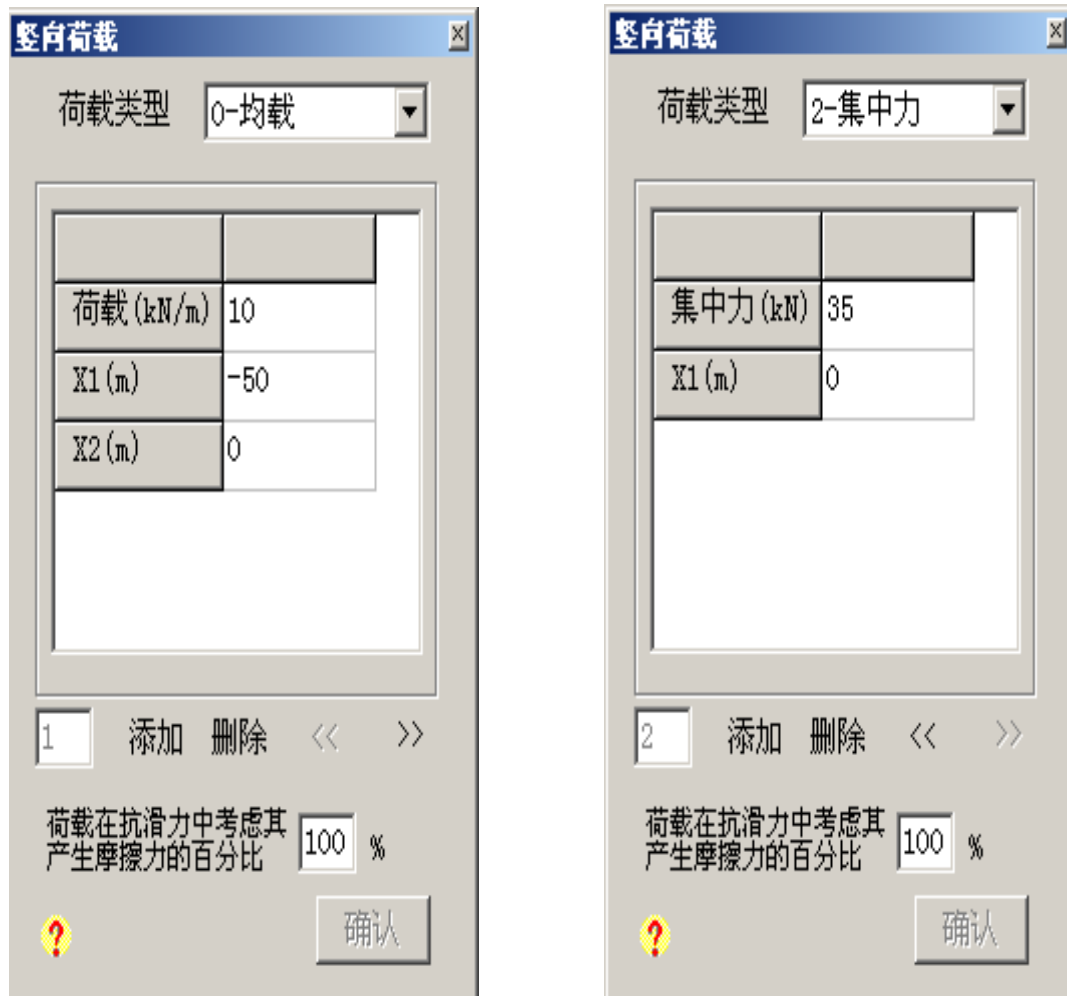 竖向荷载
荷载类型 0-均载
荷载(kN/m) 10
X1(m) -50
X2(m) 0
1 添加 删除 << >>
荷载在抗滑力中考虑其
产生摩擦力的百分比 100 %
? 确认
竖向荷载
荷载类型 2-集中力
集中力(kN) 35
X1(m) 0
2 添加 删除 << >>
荷载在抗滑力中考虑其
产生摩擦力的百分比 100 %
? 确认